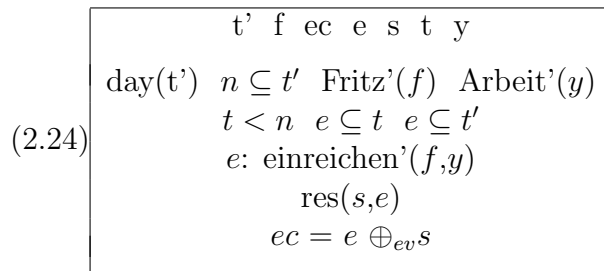 t’ f ec e s t y
day(t’) n ⊆ t′ Fritz’(f) Arbeit’(y)
t < n e ⊆ t e ⊆ t′
(2.24)
e: einreichen’(f,y)
res(s,e)
ec = e ⊕ev s